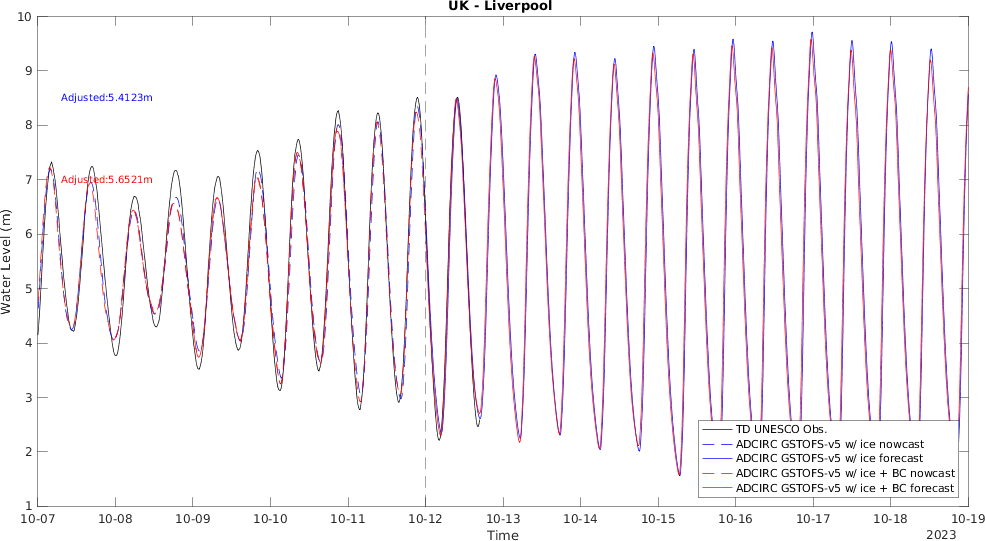 UK - Liverpool
10
9
8
7
6
5
4
3
2
1
Water Level (m)
Adjusted:5.4123m
Adjusted:5.6521m
TD UNESCO Obs.
ADCIRC GSTOFS-v5 w/ ice nowcast
ADCIRC GSTOFS-v5 w/ ice forecast
ADCIRC GSTOFS-v5 w/ ice + BC nowcast
ADCIRC GSTOFS-v5 w/ ice + BC forecast
10-07 10-08 10-09 10-10 10-11 10-12 10-13 10-14 10-15 10-16 10-17 10-18 10-19
Time
2023